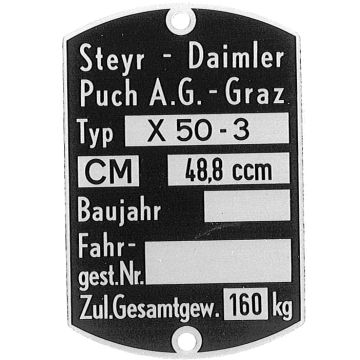 Steyr - Daimler
Puch A.G. - Graz
Typ X 50-3
CM 48,8 ccm
Baujahr
Fahr-
gest.Nr.
Zul.Gesamtgew. 160 kg